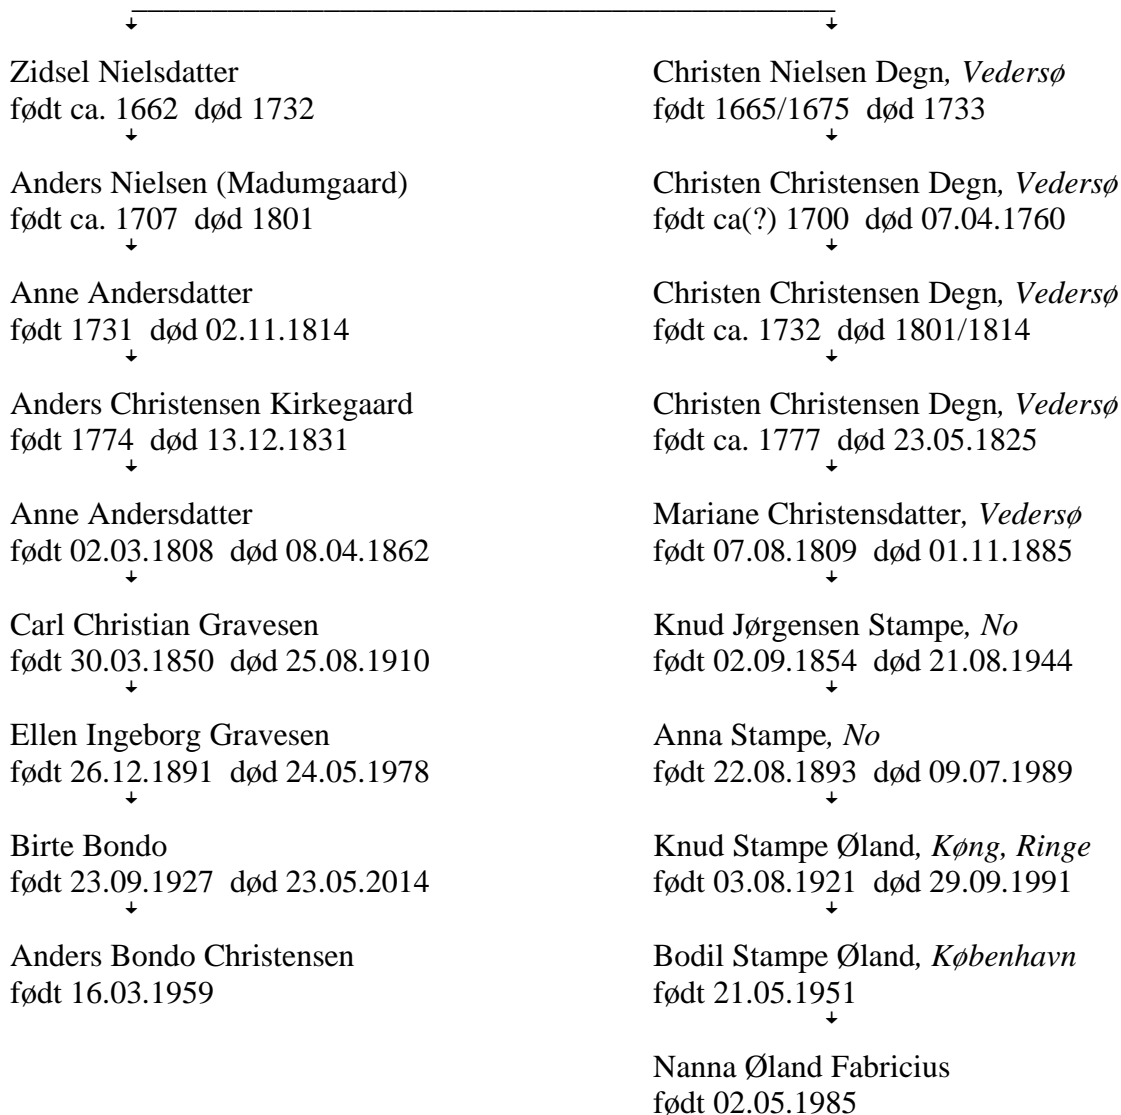 Zidsel Nielsdatter
født ca. 1662 død 1732
Anders Nielsen (Madumgaard)
født ca. 1707 død 1801
Anne Andersdatter
født 1731 død 02.11.1814
Anders Christensen Kirkegaard
født 1774 død 13.12.1831
Anne Andersdatter
født 02.03.1808 død 08.04.1862
Carl Christian Gravesen
født 30.03.1850 død 25.08.1910
Ellen Ingeborg Gravesen
født 26.12.1891 død 24.05.1978
Birte Bondo
født 23.09.1927 død 23.05.2014
Anders Bondo Christensen
født 16.03.1959
Christen Nielsen Degn, Vedersø
født 1665/1675 død 1733
Christen Christensen Degn, Vedersø
født ca(?) 1700 død 07.04.1760
Christen Christensen Degn, Vedersø
født ca. 1732 død 1801/1814
Christen Christensen Degn, Vedersø
født ca. 1777 død 23.05.1825
Mariane Christensdatter, Vedersø
født 07.08.1809 død 01.11.1885
Knud Jørgensen Stampe, No
født 02.09.1854 død 21.08.1944
Anna Stampe, No
født 22.08.1893 død 09.07.1989
Knud Stampe Øland, Køng, Ringe
født 03.08.1921 død 29.09.1991
Bodil Stampe Øland, København
født 21.05.1951
Nanna Øland Fabricius
født 02.05.1985